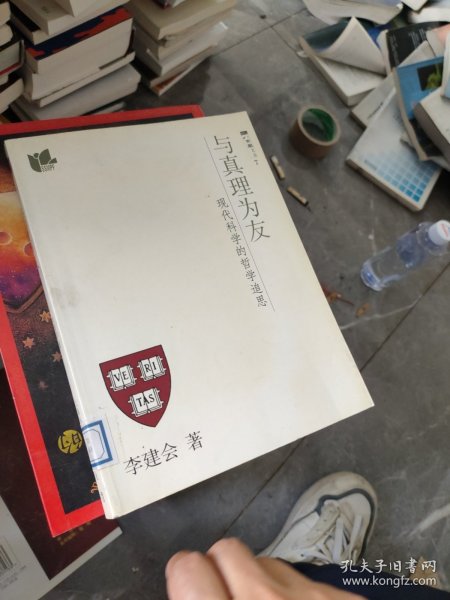 与真理为友
现代科学的哲学追思
VE RI
TAS
李建会 著
孔夫子旧书网
www.kongfz.com